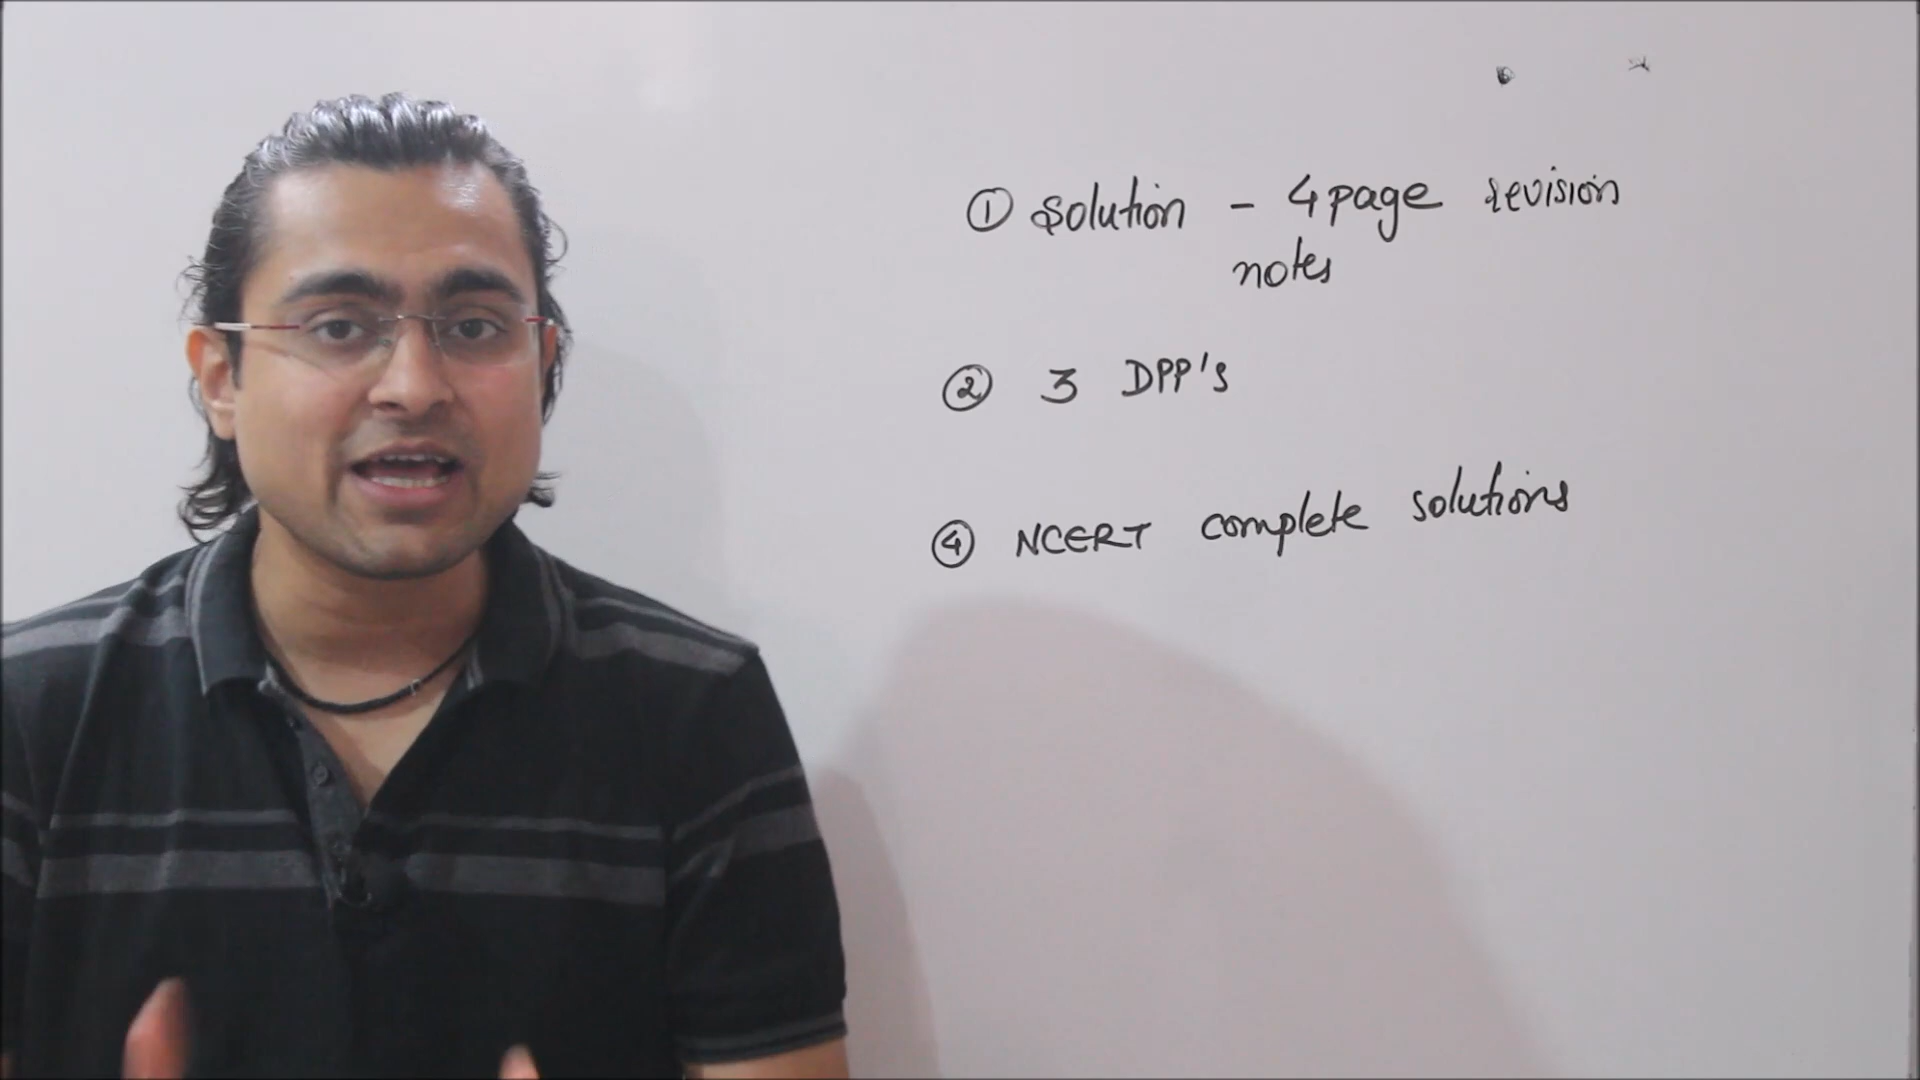 ① Solution - 4 page revision
notes
② 3 DPP's
④ NCERT complete solutions